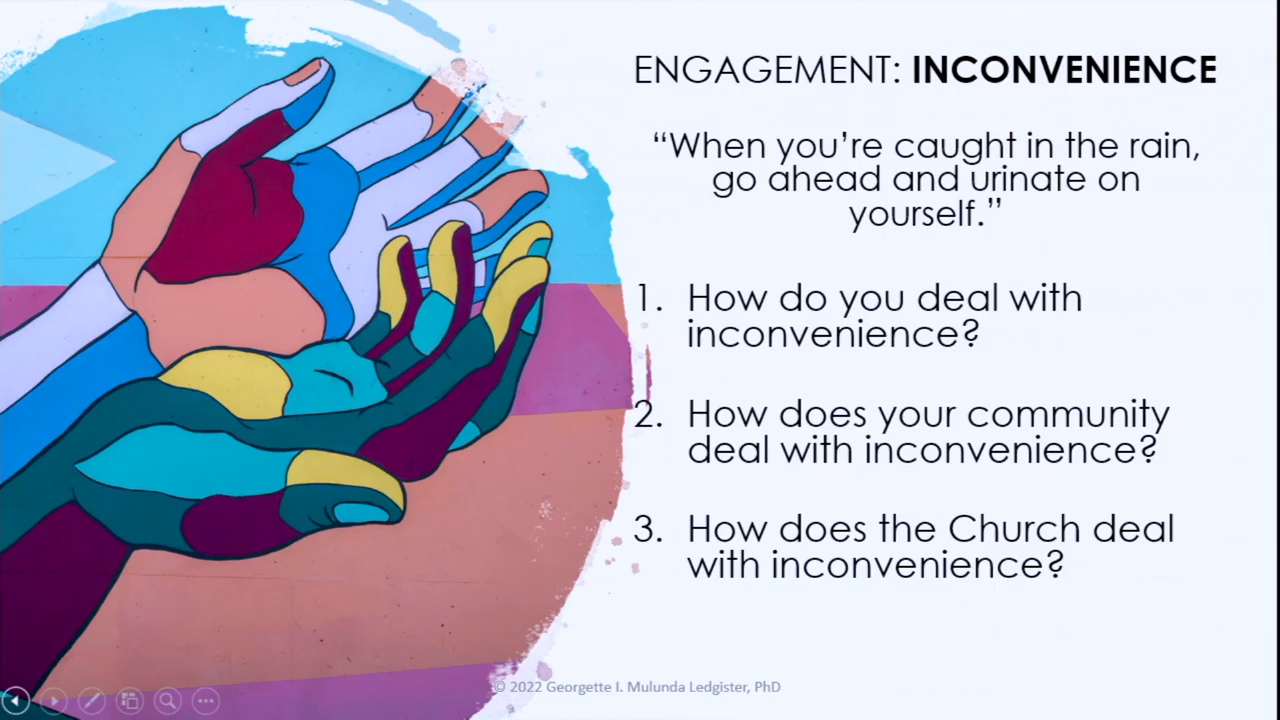 ENGAGEMENT: INCONVENIENCE
“When you’re caught in the rain,
go ahead and urinate on
yourself.”
1. How do you deal with
inconvenience?
2. How does your community
deal with inconvenience?
3. How does the Church deal
with inconvenience?
© 2022 Georgette I. Mulunda Ledgister, PhD